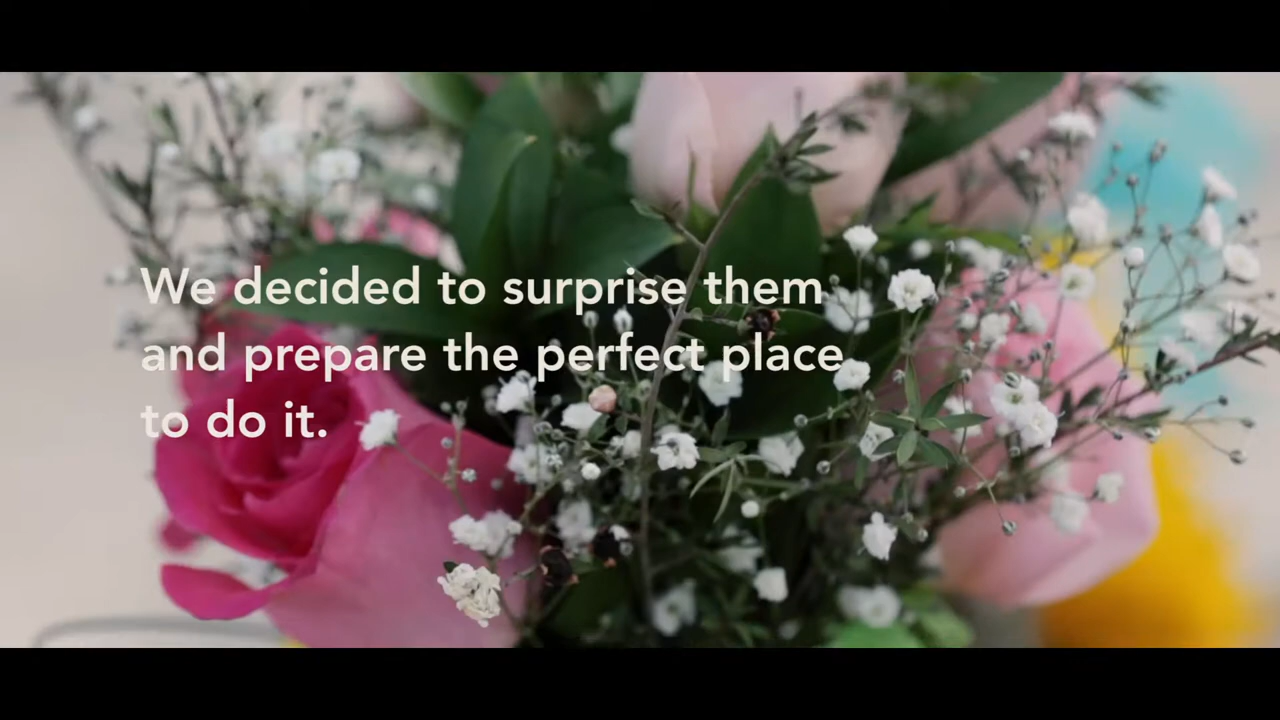 We decided to surprise them
and prepare the perfect place
to do it.